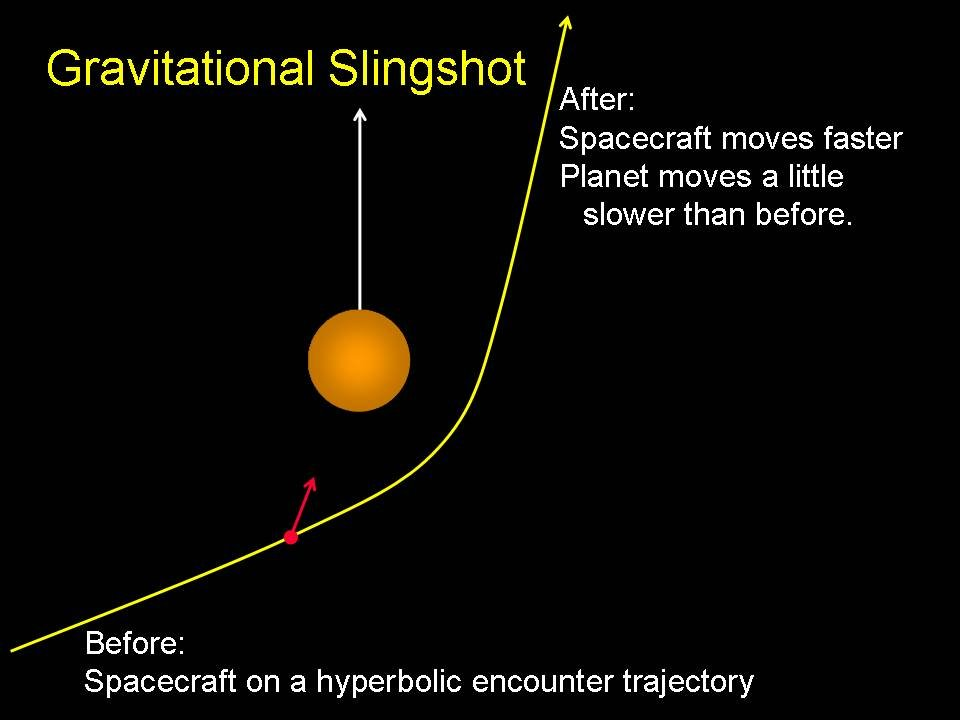 Gravitational Slingshot
After:
Spacecraft moves faster
Planet moves a little
slower than before.
Before:
Spacecraft on a hyperbolic encounter trajectory